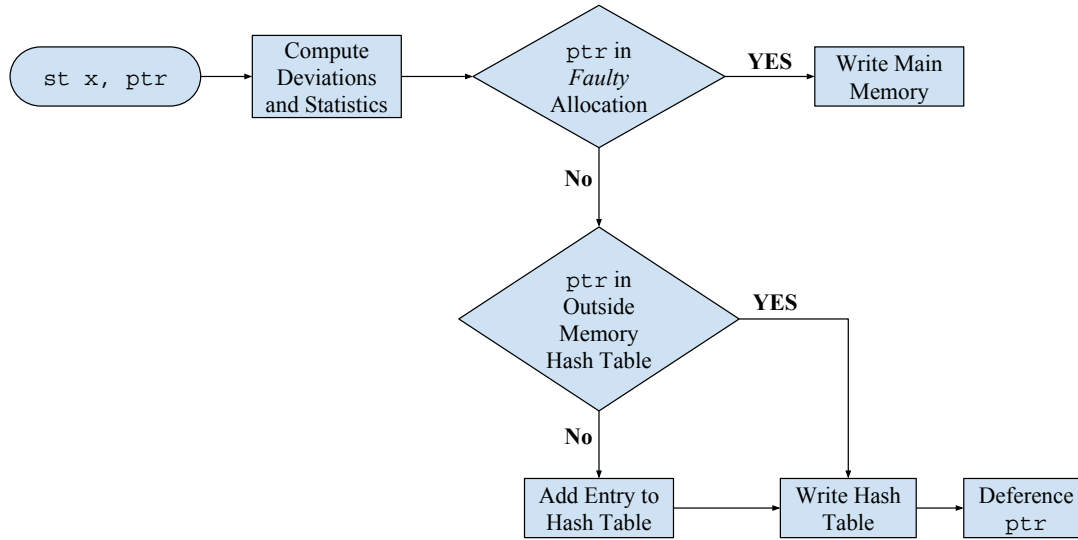 st x, ptr
Compute
Deviations
and Statistics
ptr in
Faulty
Allocation
YES
Write Main
Memory
No
ptr in
Outside
Memory
Hash Table
YES
No
Add Entry to
Hash Table
Write Hash
Table
Deference
ptr